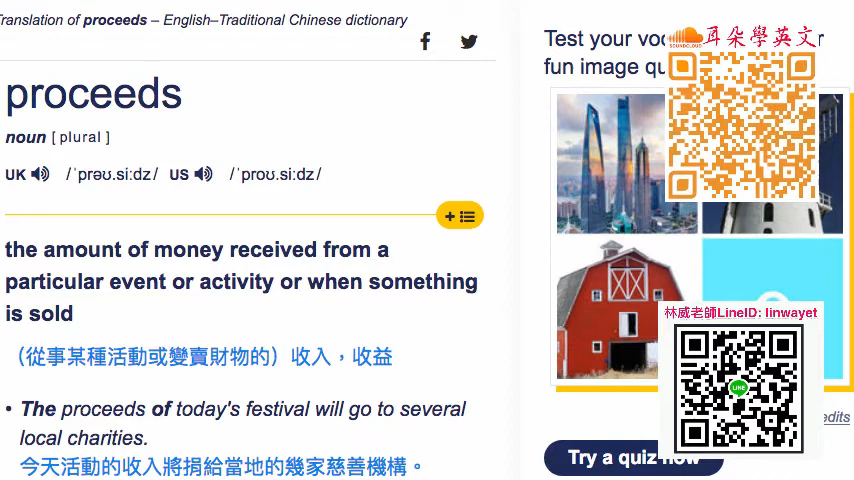 Translation of proceeds – English–Traditional Chinese dictionary
proceeds
noun [ plural ]
UK /ˈprəʊ.siːdz/ US /ˈproʊ.siːdz/
the amount of money received from a
particular event or activity or when something
is sold
（從事某種活動或變賣財物的）收入，收益
• The proceeds of today's festival will go to several
local charities.
今天活動的收入將捐給當地的幾家慈善機構。
Test your
fun image
SOUNDCLOUD
耳朵學英文
林威老師LineID: linwayet
LINE
Try a quiz now